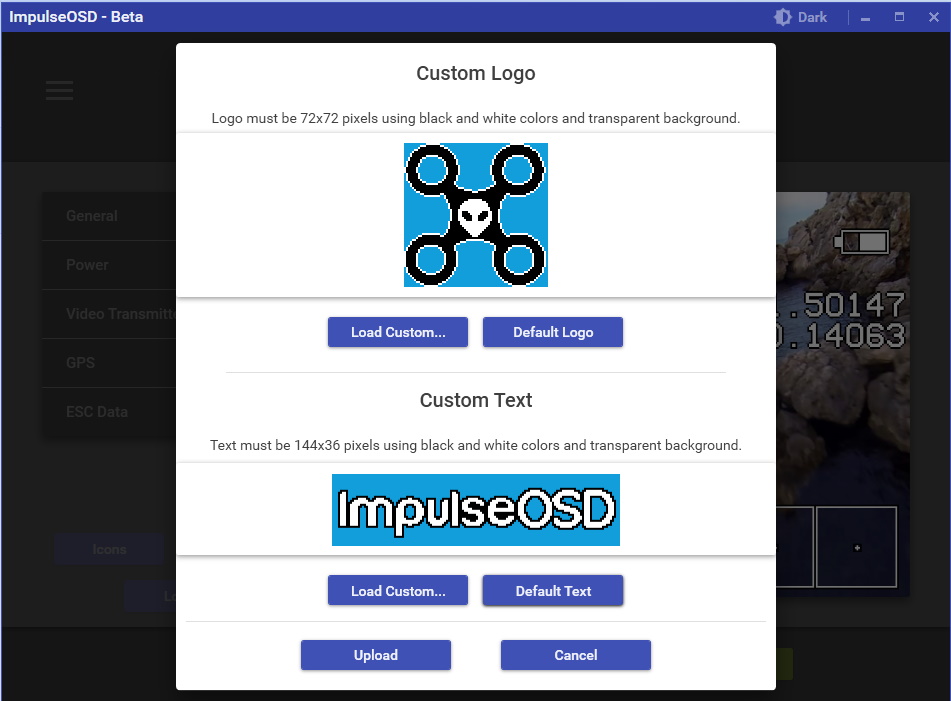 ImpulseOSD - Beta
Dark
Custom Logo
Logo must be 72x72 pixels using black and white colors and transparent background.
Load Custom...
Default Logo
Custom Text
Text must be 144x36 pixels using black and white colors and transparent background.
ImpulseOSD
Load Custom...
Default Text
Upload
Cancel
General
Power
Video Transmitte
GPS
ESC Data
Icons
Lo
.50147
0.14063